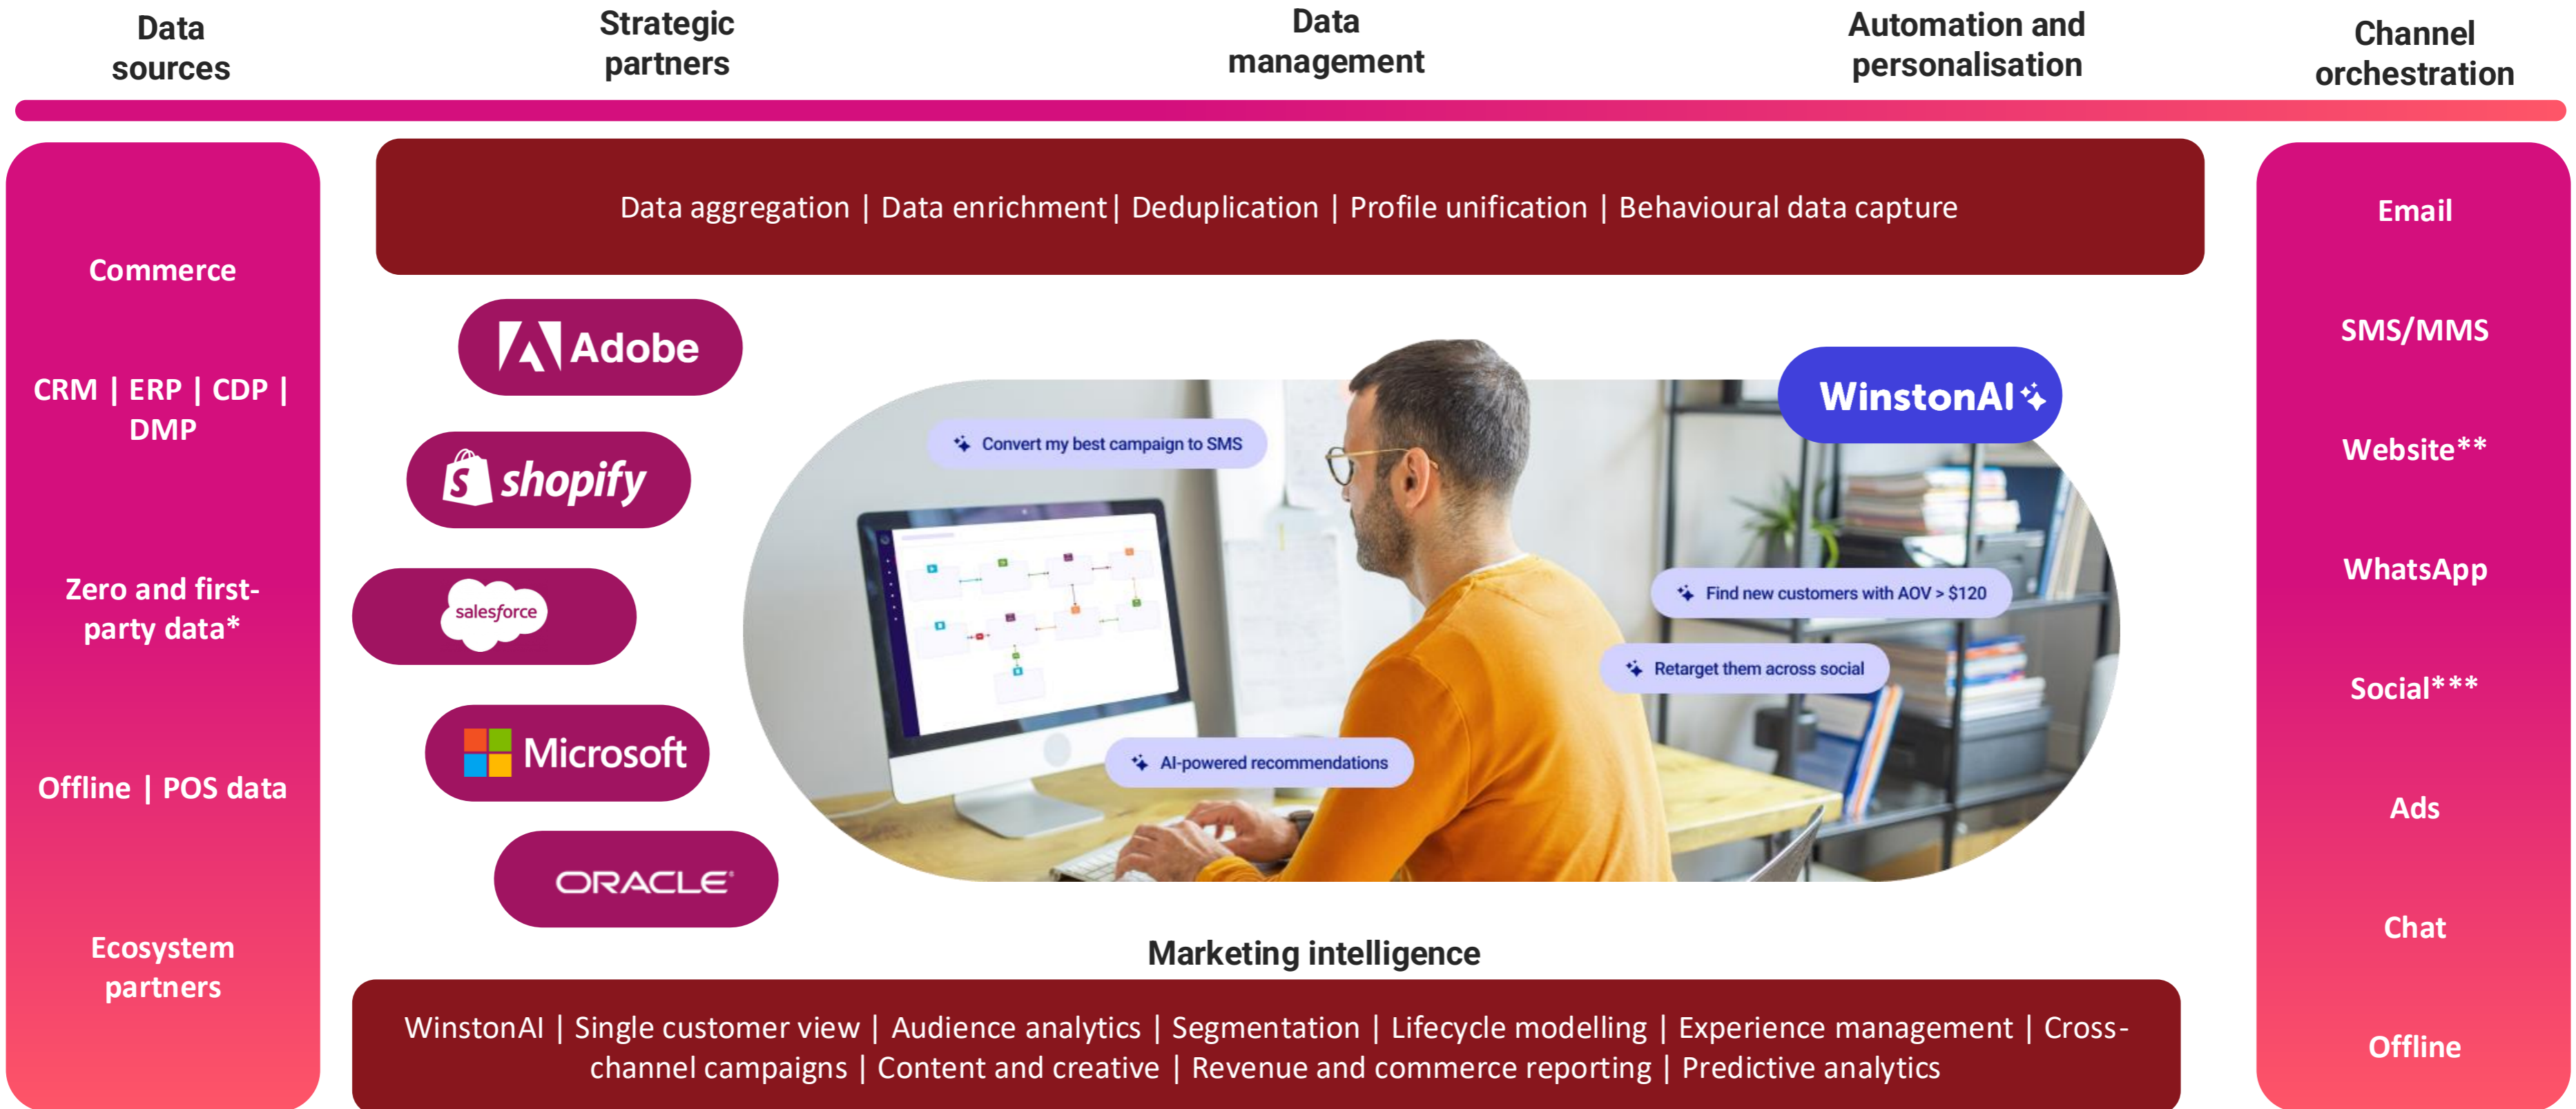 Data
sources
Strategic
partners
Data
management
Automation and
personalisation
Channel
orchestration
Commerce
CRM | ERP | CDP |
DMP
Zero and first-
party data*
Offline | POS data
Ecosystem
partners
Data aggregation | Data enrichment| Deduplication | Profile unification | Behavioural data capture
Adobe
shopify
salesforce
Microsoft
ORACLE
WinstonAI
Convert my best campaign to SMS
Find new customers with AOV > $120
Retarget them across social
AI-powered recommendations
Marketing intelligence
WinstonAI | Single customer view | Audience analytics | Segmentation | Lifecycle modelling | Experience management | Cross-
channel campaigns | Content and creative | Revenue and commerce reporting | Predictive analytics
Email
SMS/MMS
Website**
WhatsApp
Social***
Ads
Chat
Offline